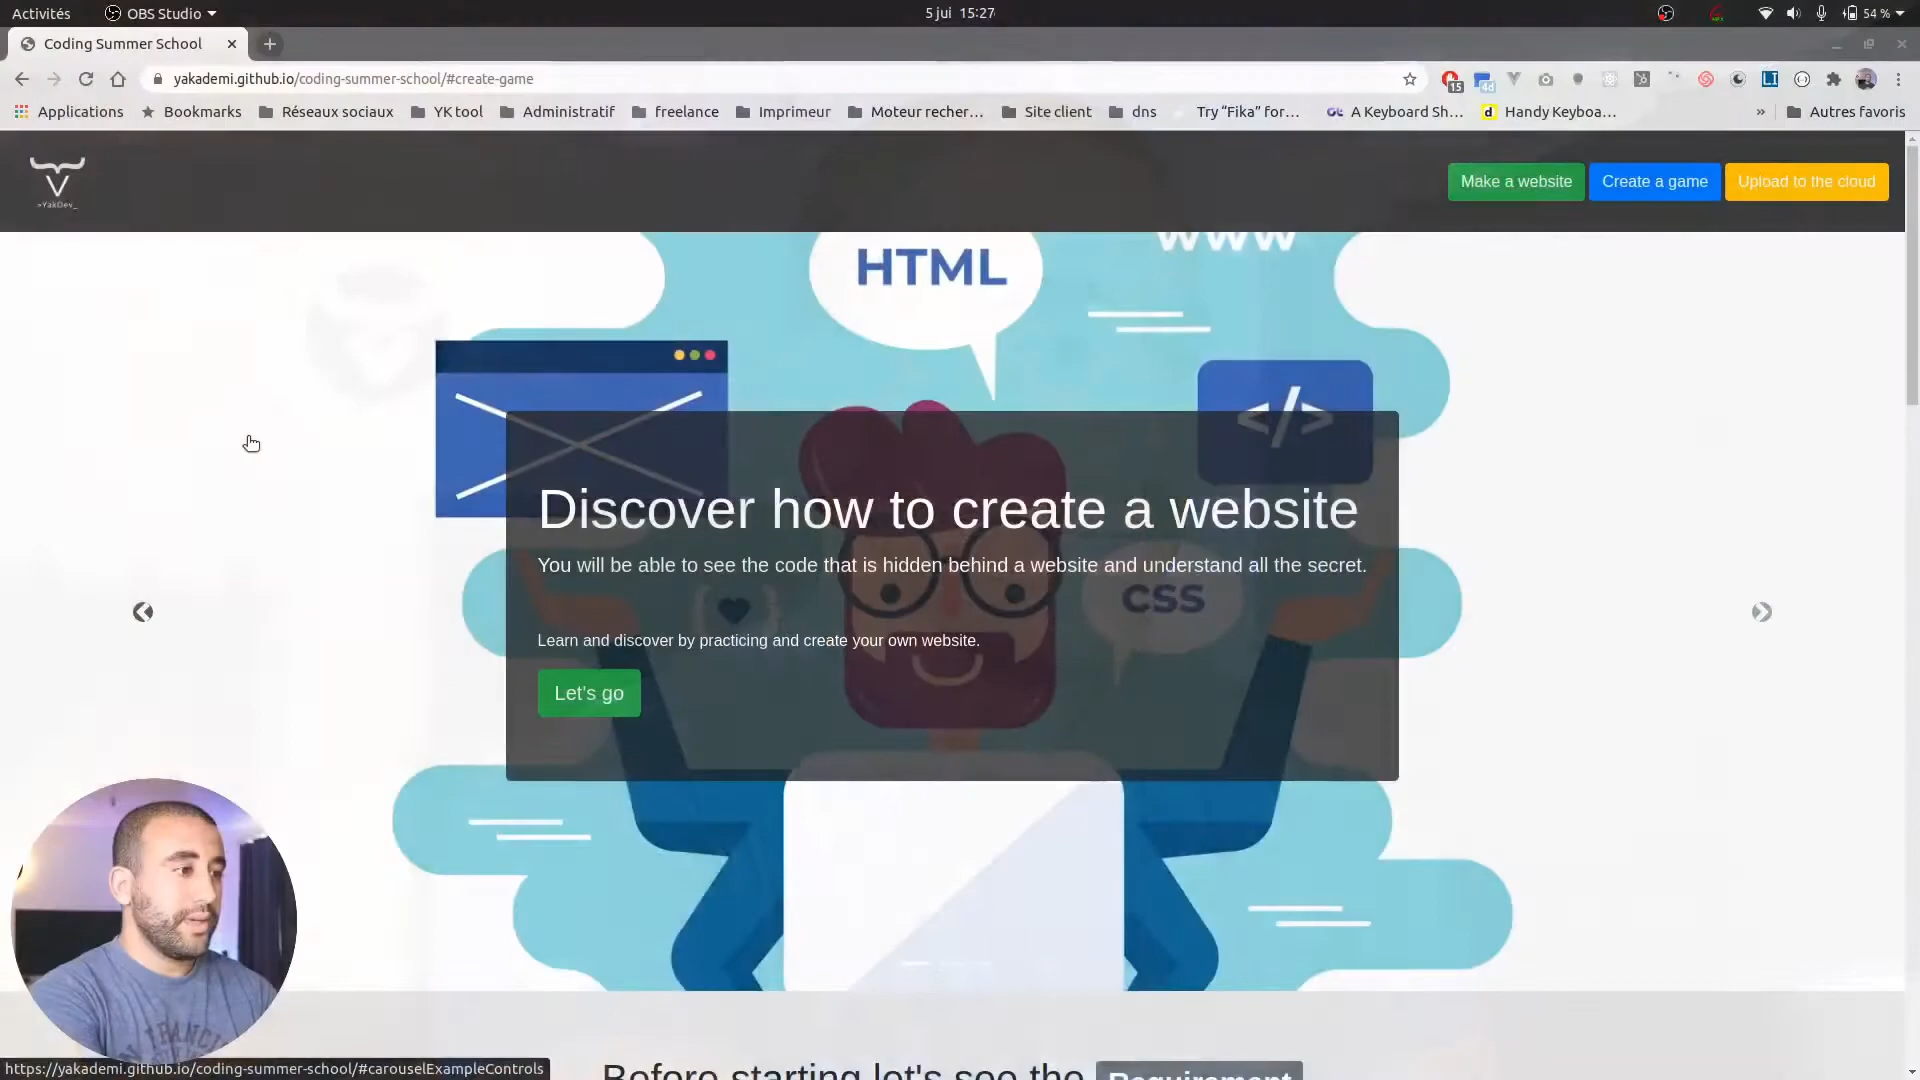 Activités
OBS Studio
5 jui 15:27
54 %
Coding Summer School
yakademi.github.io/coding-summer-school/#create-game
15
4d
Applications
Bookmarks
Réseaux sociaux
YK tool
Administratif
freelance
Imprimeur
Moteur recher...
Site client
dns
Try “Fika” for...
A Keyboard Sh...
Handy Keyboa...
»
Autres favoris
>YakDev_
Make a website
Create a game
Upload to the cloud
HTML
www
</>
Discover how to create a website
You will be able to see the code that is hidden behind a website and understand all the secret.
CSS
Learn and discover by practicing and create your own website.
Let's go
Before starting let's see the Requirement
https://yakademi.github.io/coding-summer-school/#carouselExampleControls